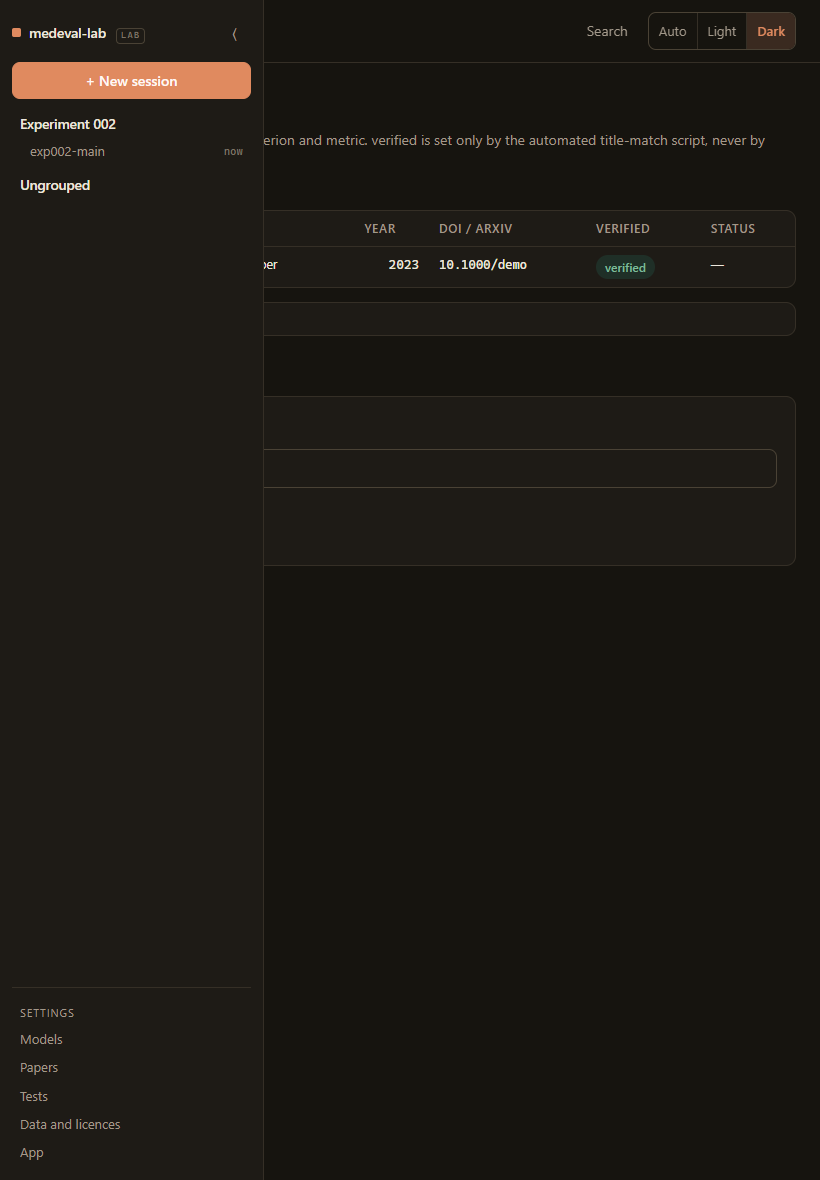 medeval-lab LAB ⟨
+ New session
Experiment 002
exp002-main now
Ungrouped
SETTINGS
Models
Papers
Tests
Data and licences
App
Search Auto Light Dark
erion and metric. verified is set only by the automated title-match script, never by
YEAR DOI / ARXIV VERIFIED STATUS
per 2023 10.1000/demo verified —